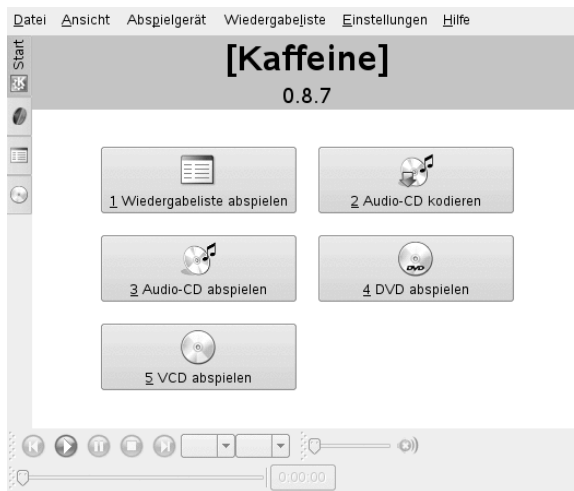 Datei Ansicht Abspielgerät Wiedergabeliste Einstellungen Hilfe
Start
[Kaffeine]
0.8.7
1 Wiedergabeliste abspielen
2 Audio-CD kodieren
3 Audio-CD abspielen
4 DVD abspielen
5 VCD abspielen
0:00:00